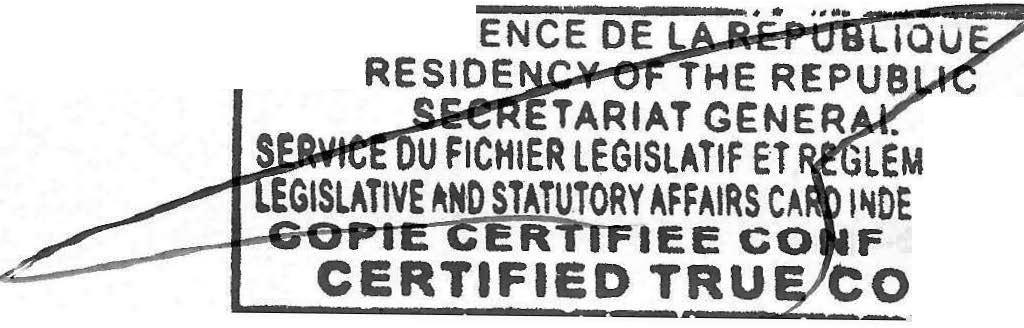 ENCE DE LA REPUBLIQUE
RESIDENCY OF THE REPUBLIC
SECRETARIAT GENERAL
SERVICE DU FICHIER LEGISLATIF ET REGLEM
LEGISLATIVE AND STATUTORY AFFAIRS CARD INDE
COPIE CERTIFIEE CONF
CERTIFIED TRUE CO